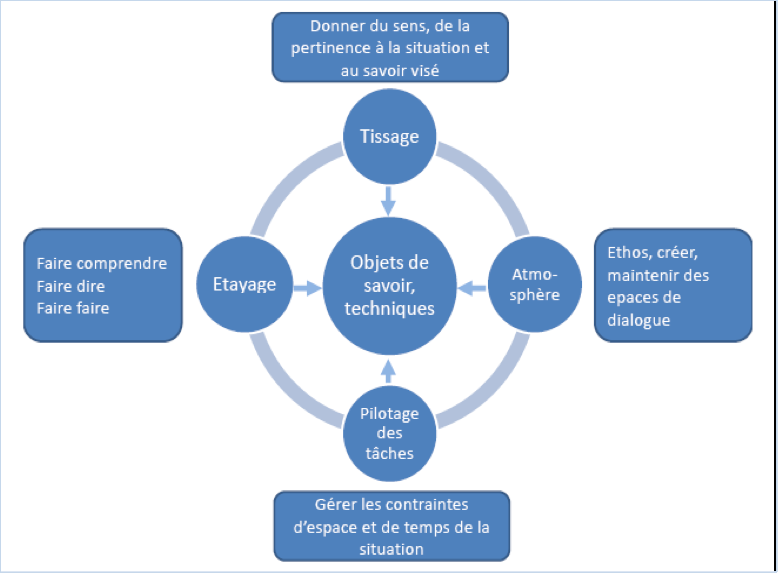 Donner du sens, de la
pertinence à la situation et
au savoir visé
Tissage
Faire comprendre
Faire dire
Faire faire
Etayage
Objets de
savoir,
techniques
Atmo-
sphère
Ethos, créer,
maintenir des
epaces de
dialogue
Pilotage
des
tâches
Gérer les contraintes
d’espace et de temps de la
situation